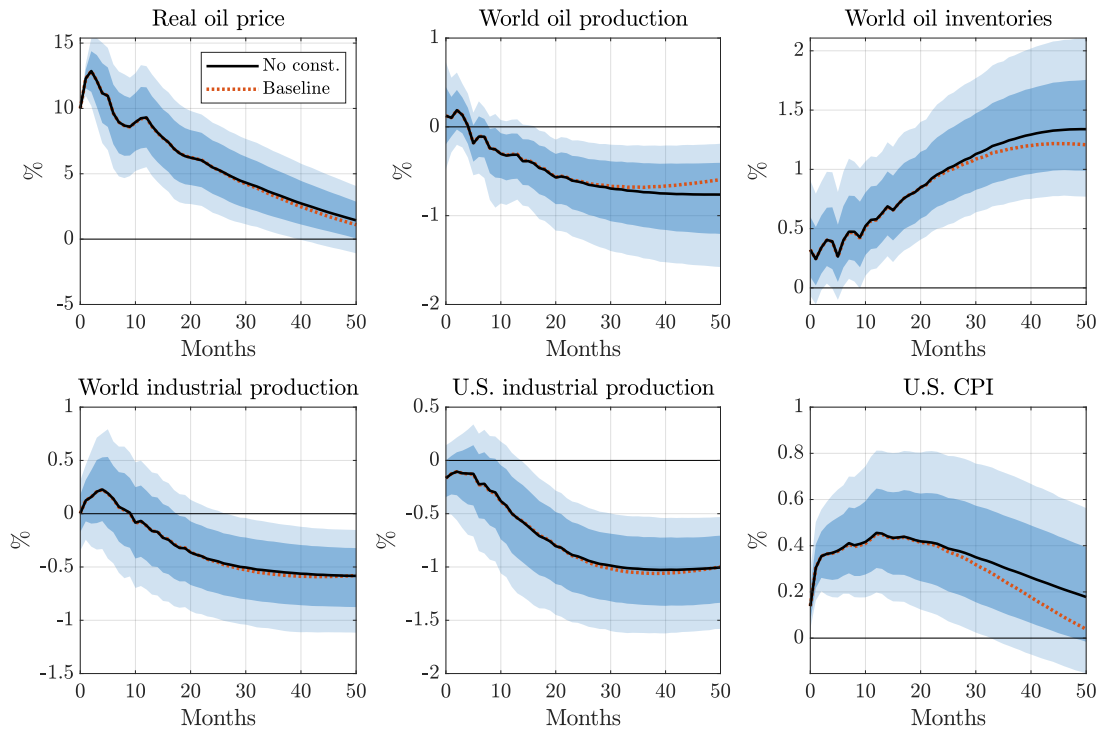 Real oil price
World oil production
World oil inventories
15
10
5
0
-5
%
No const.
Baseline
0 10 20 30 40 50
Months
1
0
-1
-2
%
0 10 20 30 40 50
Months
2
1.5
1
0.5
0
%
0 10 20 30 40 50
Months
World industrial production
U.S. industrial production
U.S. CPI
1
0.5
0
-0.5
-1
-1.5
%
0 10 20 30 40 50
Months
0.5
0
-0.5
-1
-1.5
-2
%
0 10 20 30 40 50
Months
1
0.8
0.6
0.4
0.2
0
%
0 10 20 30 40 50
Months